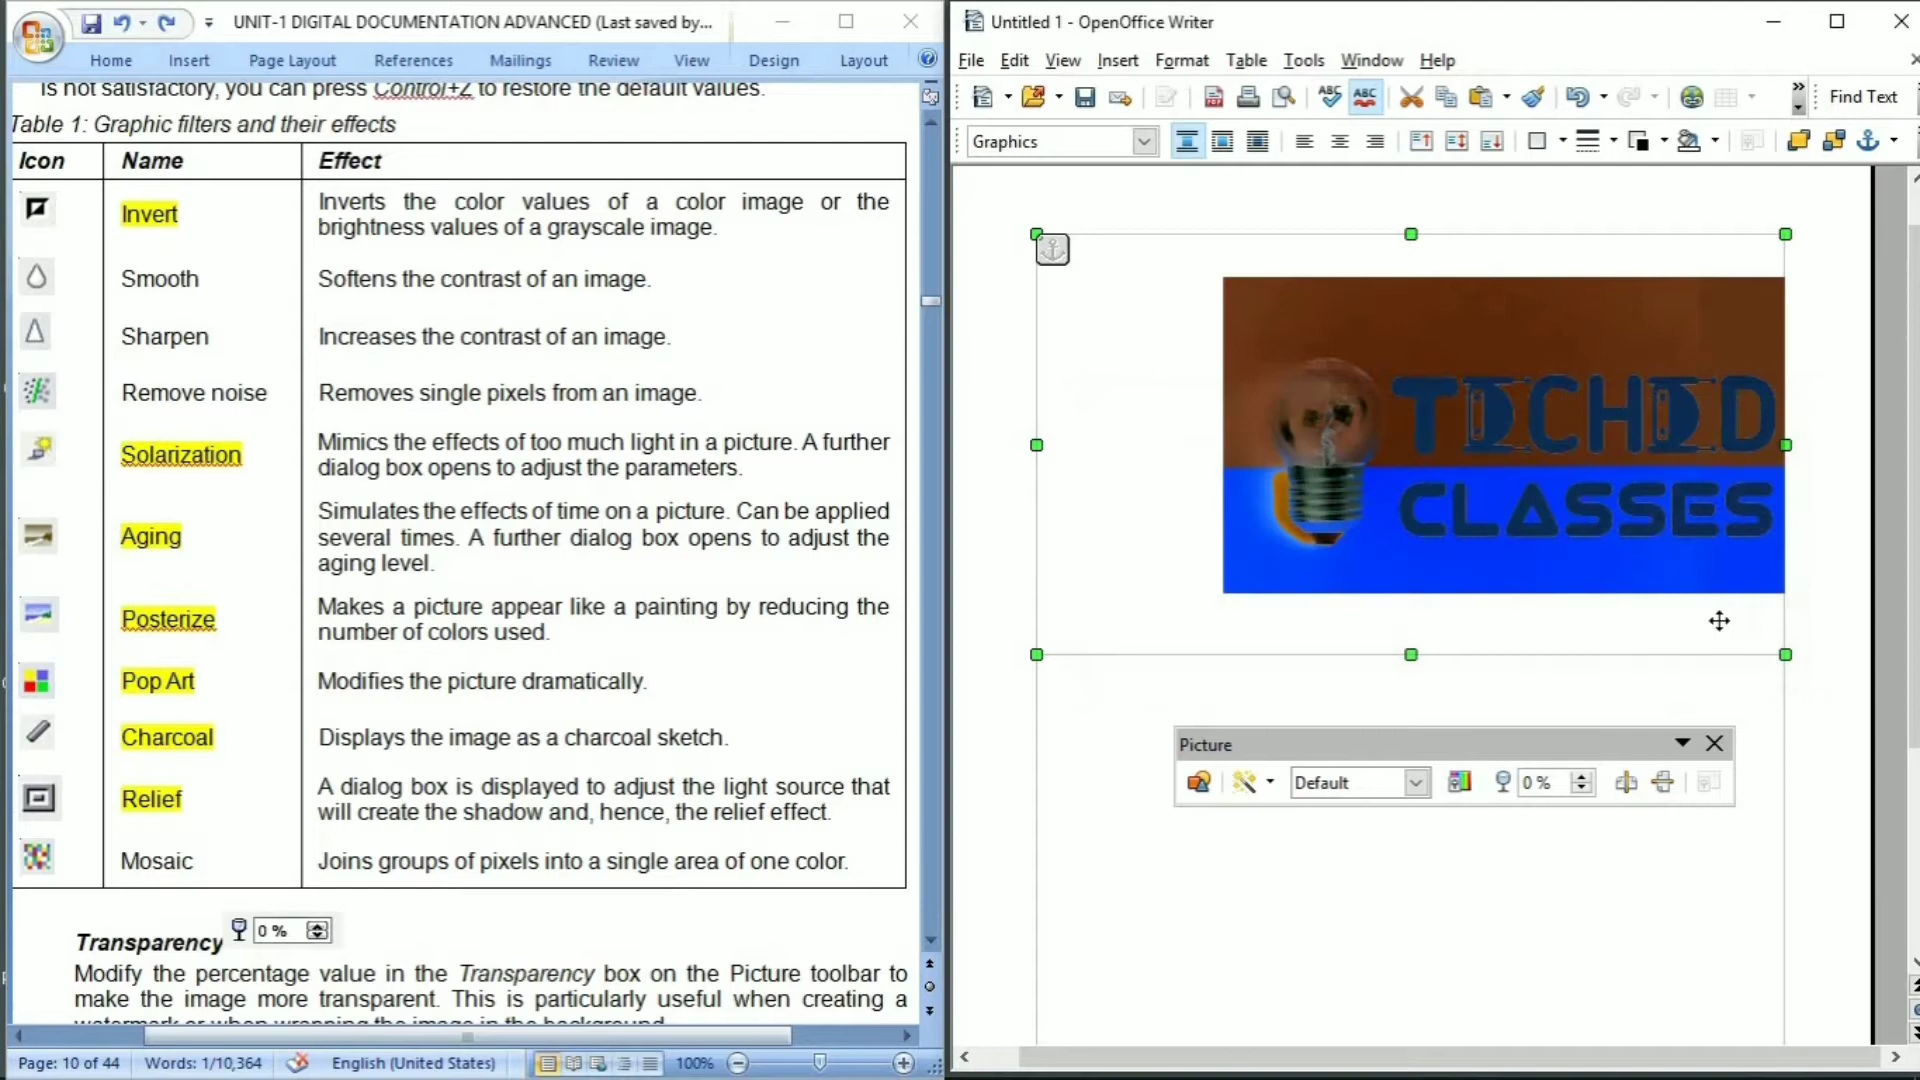 UNIT-1 DIGITAL DOCUMENTATION ADVANCED (Last saved by...
Home Insert Page Layout References Mailings Review View Design Layout
is not satisfactory, you can press Control+Z to restore the default values.
Table 1: Graphic filters and their effects
Icon Name Effect
Invert Inverts the color values of a color image or the
brightness values of a grayscale image.
Smooth Softens the contrast of an image.
Sharpen Increases the contrast of an image.
Remove noise Removes single pixels from an image.
Solarization Mimics the effects of too much light in a picture. A further
dialog box opens to adjust the parameters.
Aging Simulates the effects of time on a picture. Can be applied
several times. A further dialog box opens to adjust the
aging level.
Posterize Makes a picture appear like a painting by reducing the
number of colors used.
Pop Art Modifies the picture dramatically.
Charcoal Displays the image as a charcoal sketch.
Relief A dialog box is displayed to adjust the light source that
will create the shadow and, hence, the relief effect.
Mosaic Joins groups of pixels into a single area of one color.
Transparency 0 %
Modify the percentage value in the Transparency box on the Picture toolbar to
make the image more transparent. This is particularly useful when creating a
watermark or when wrapping the image in the background.
Page: 10 of 44 Words: 1/10,364 English (United States) 100%
Untitled 1 - OpenOffice Writer
File Edit View Insert Format Table Tools Window Help
ABC ABC Find Text
Graphics
TECHED
CLASSES
Picture
Default 0 %